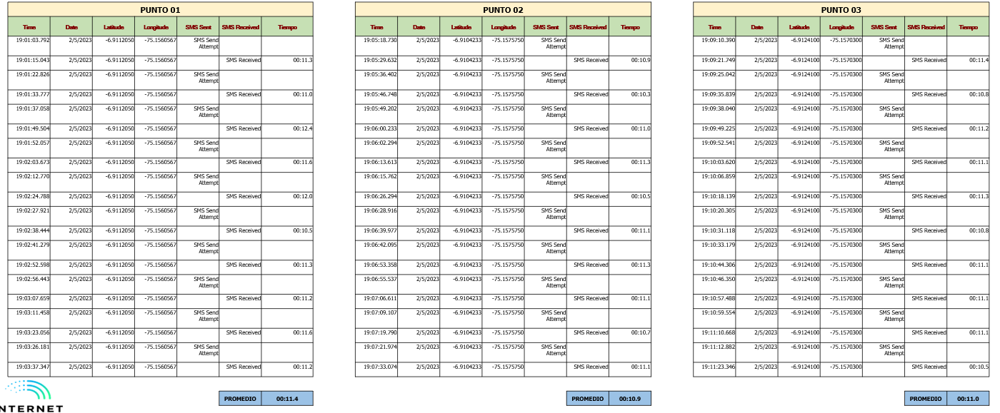 PUNTO 01
Time Date Latitude Longitude SMS Sent SMS Received Tiempo
19:01:03.792 2/5/2023 -6.9112050 -75.1560567 SMS Send
Attempt
19:01:15.043 2/5/2023 -6.9112050 -75.1560567 SMS Received 00:11.3
19:01:22.826 2/5/2023 -6.9112050 -75.1560567 SMS Send
Attempt
19:01:33.777 2/5/2023 -6.9112050 -75.1560567 SMS Received 00:11.0
19:01:37.058 2/5/2023 -6.9112050 -75.1560567 SMS Send
Attempt
19:01:49.504 2/5/2023 -6.9112050 -75.1560567 SMS Received 00:12.4
19:01:52.057 2/5/2023 -6.9112050 -75.1560567 SMS Send
Attempt
19:02:03.673 2/5/2023 -6.9112050 -75.1560567 SMS Received 00:11.6
19:02:12.770 2/5/2023 -6.9112050 -75.1560567 SMS Send
Attempt
19:02:24.788 2/5/2023 -6.9112050 -75.1560567 SMS Received 00:12.0
19:02:27.921 2/5/2023 -6.9112050 -75.1560567 SMS Send
Attempt
19:02:38.444 2/5/2023 -6.9112050 -75.1560567 SMS Received 00:10.5
19:02:41.279 2/5/2023 -6.9112050 -75.1560567 SMS Send
Attempt
19:02:52.598 2/5/2023 -6.9112050 -75.1560567 SMS Received 00:11.3
19:02:56.443 2/5/2023 -6.9112050 -75.1560567 SMS Send
Attempt
19:03:07.659 2/5/2023 -6.9112050 -75.1560567 SMS Received 00:11.2
19:03:11.458 2/5/2023 -6.9112050 -75.1560567 SMS Send
Attempt
19:03:23.056 2/5/2023 -6.9112050 -75.1560567 SMS Received 00:11.6
19:03:26.181 2/5/2023 -6.9112050 -75.1560567 SMS Send
Attempt
19:03:37.347 2/5/2023 -6.9112050 -75.1560567 SMS Received 00:11.2
PROMEDIO 00:11.4
PUNTO 02
Time Date Latitude Longitude SMS Sent SMS Received Tiempo
19:05:18.730 2/5/2023 -6.9104233 -75.1575750 SMS Send
Attempt
19:05:29.632 2/5/2023 -6.9104233 -75.1575750 SMS Received 00:10.9
19:05:36.402 2/5/2023 -6.9104233 -75.1575750 SMS Send
Attempt
19:05:46.748 2/5/2023 -6.9104233 -75.1575750 SMS Received 00:10.3
19:05:49.202 2/5/2023 -6.9104233 -75.1575750 SMS Send
Attempt
19:06:00.233 2/5/2023 -6.9104233 -75.1575750 SMS Received 00:11.0
19:06:02.294 2/5/2023 -6.9104233 -75.1575750 SMS Send
Attempt
19:06:13.613 2/5/2023 -6.9104233 -75.1575750 SMS Received 00:11.3
19:06:15.762 2/5/2023 -6.9104233 -75.1575750 SMS Send
Attempt
19:06:26.294 2/5/2023 -6.9104233 -75.1575750 SMS Received 00:10.5
19:06:28.916 2/5/2023 -6.9104233 -75.1575750 SMS Send
Attempt
19:06:39.977 2/5/2023 -6.9104233 -75.1575750 SMS Received 00:11.1
19:06:42.095 2/5/2023 -6.9104233 -75.1575750 SMS Send
Attempt
19:06:53.358 2/5/2023 -6.9104233 -75.1575750 SMS Received 00:11.3
19:06:55.537 2/5/2023 -6.9104233 -75.1575750 SMS Send
Attempt
19:07:06.611 2/5/2023 -6.9104233 -75.1575750 SMS Received 00:11.1
19:07:09.107 2/5/2023 -6.9104233 -75.1575750 SMS Send
Attempt
19:07:19.790 2/5/2023 -6.9104233 -75.1575750 SMS Received 00:10.7
19:07:21.974 2/5/2023 -6.9104233 -75.1575750 SMS Send
Attempt
19:07:33.074 2/5/2023 -6.9104233 -75.1575750 SMS Received 00:11.1
PROMEDIO 00:10.9
PUNTO 03
Time Date Latitude Longitude SMS Sent SMS Received Tiempo
19:09:10.390 2/5/2023 -6.9124100 -75.1570300 SMS Send
Attempt
19:09:21.749 2/5/2023 -6.9124100 -75.1570300 SMS Received 00:11.4
19:09:25.042 2/5/2023 -6.9124100 -75.1570300 SMS Send
Attempt
19:09:35.839 2/5/2023 -6.9124100 -75.1570300 SMS Received 00:10.8
19:09:38.040 2/5/2023 -6.9124100 -75.1570300 SMS Send
Attempt
19:09:49.225 2/5/2023 -6.9124100 -75.1570300 SMS Received 00:11.2
19:09:52.541 2/5/2023 -6.9124100 -75.1570300 SMS Send
Attempt
19:10:03.620 2/5/2023 -6.9124100 -75.1570300 SMS Received 00:11.1
19:10:06.859 2/5/2023 -6.9124100 -75.1570300 SMS Send
Attempt
19:10:18.139 2/5/2023 -6.9124100 -75.1570300 SMS Received 00:11.3
19:10:20.305 2/5/2023 -6.9124100 -75.1570300 SMS Send
Attempt
19:10:31.118 2/5/2023 -6.9124100 -75.1570300 SMS Received 00:10.8
19:10:33.179 2/5/2023 -6.9124100 -75.1570300 SMS Send
Attempt
19:10:44.306 2/5/2023 -6.9124100 -75.1570300 SMS Received 00:11.1
19:10:46.350 2/5/2023 -6.9124100 -75.1570300 SMS Send
Attempt
19:10:57.488 2/5/2023 -6.9124100 -75.1570300 SMS Received 00:11.1
19:10:59.554 2/5/2023 -6.9124100 -75.1570300 SMS Send
Attempt
19:11:10.668 2/5/2023 -6.9124100 -75.1570300 SMS Received 00:11.1
19:11:12.882 2/5/2023 -6.9124100 -75.1570300 SMS Send
Attempt
19:11:23.346 2/5/2023 -6.9124100 -75.1570300 SMS Received 00:10.5
PROMEDIO 00:11.0
NTERNET